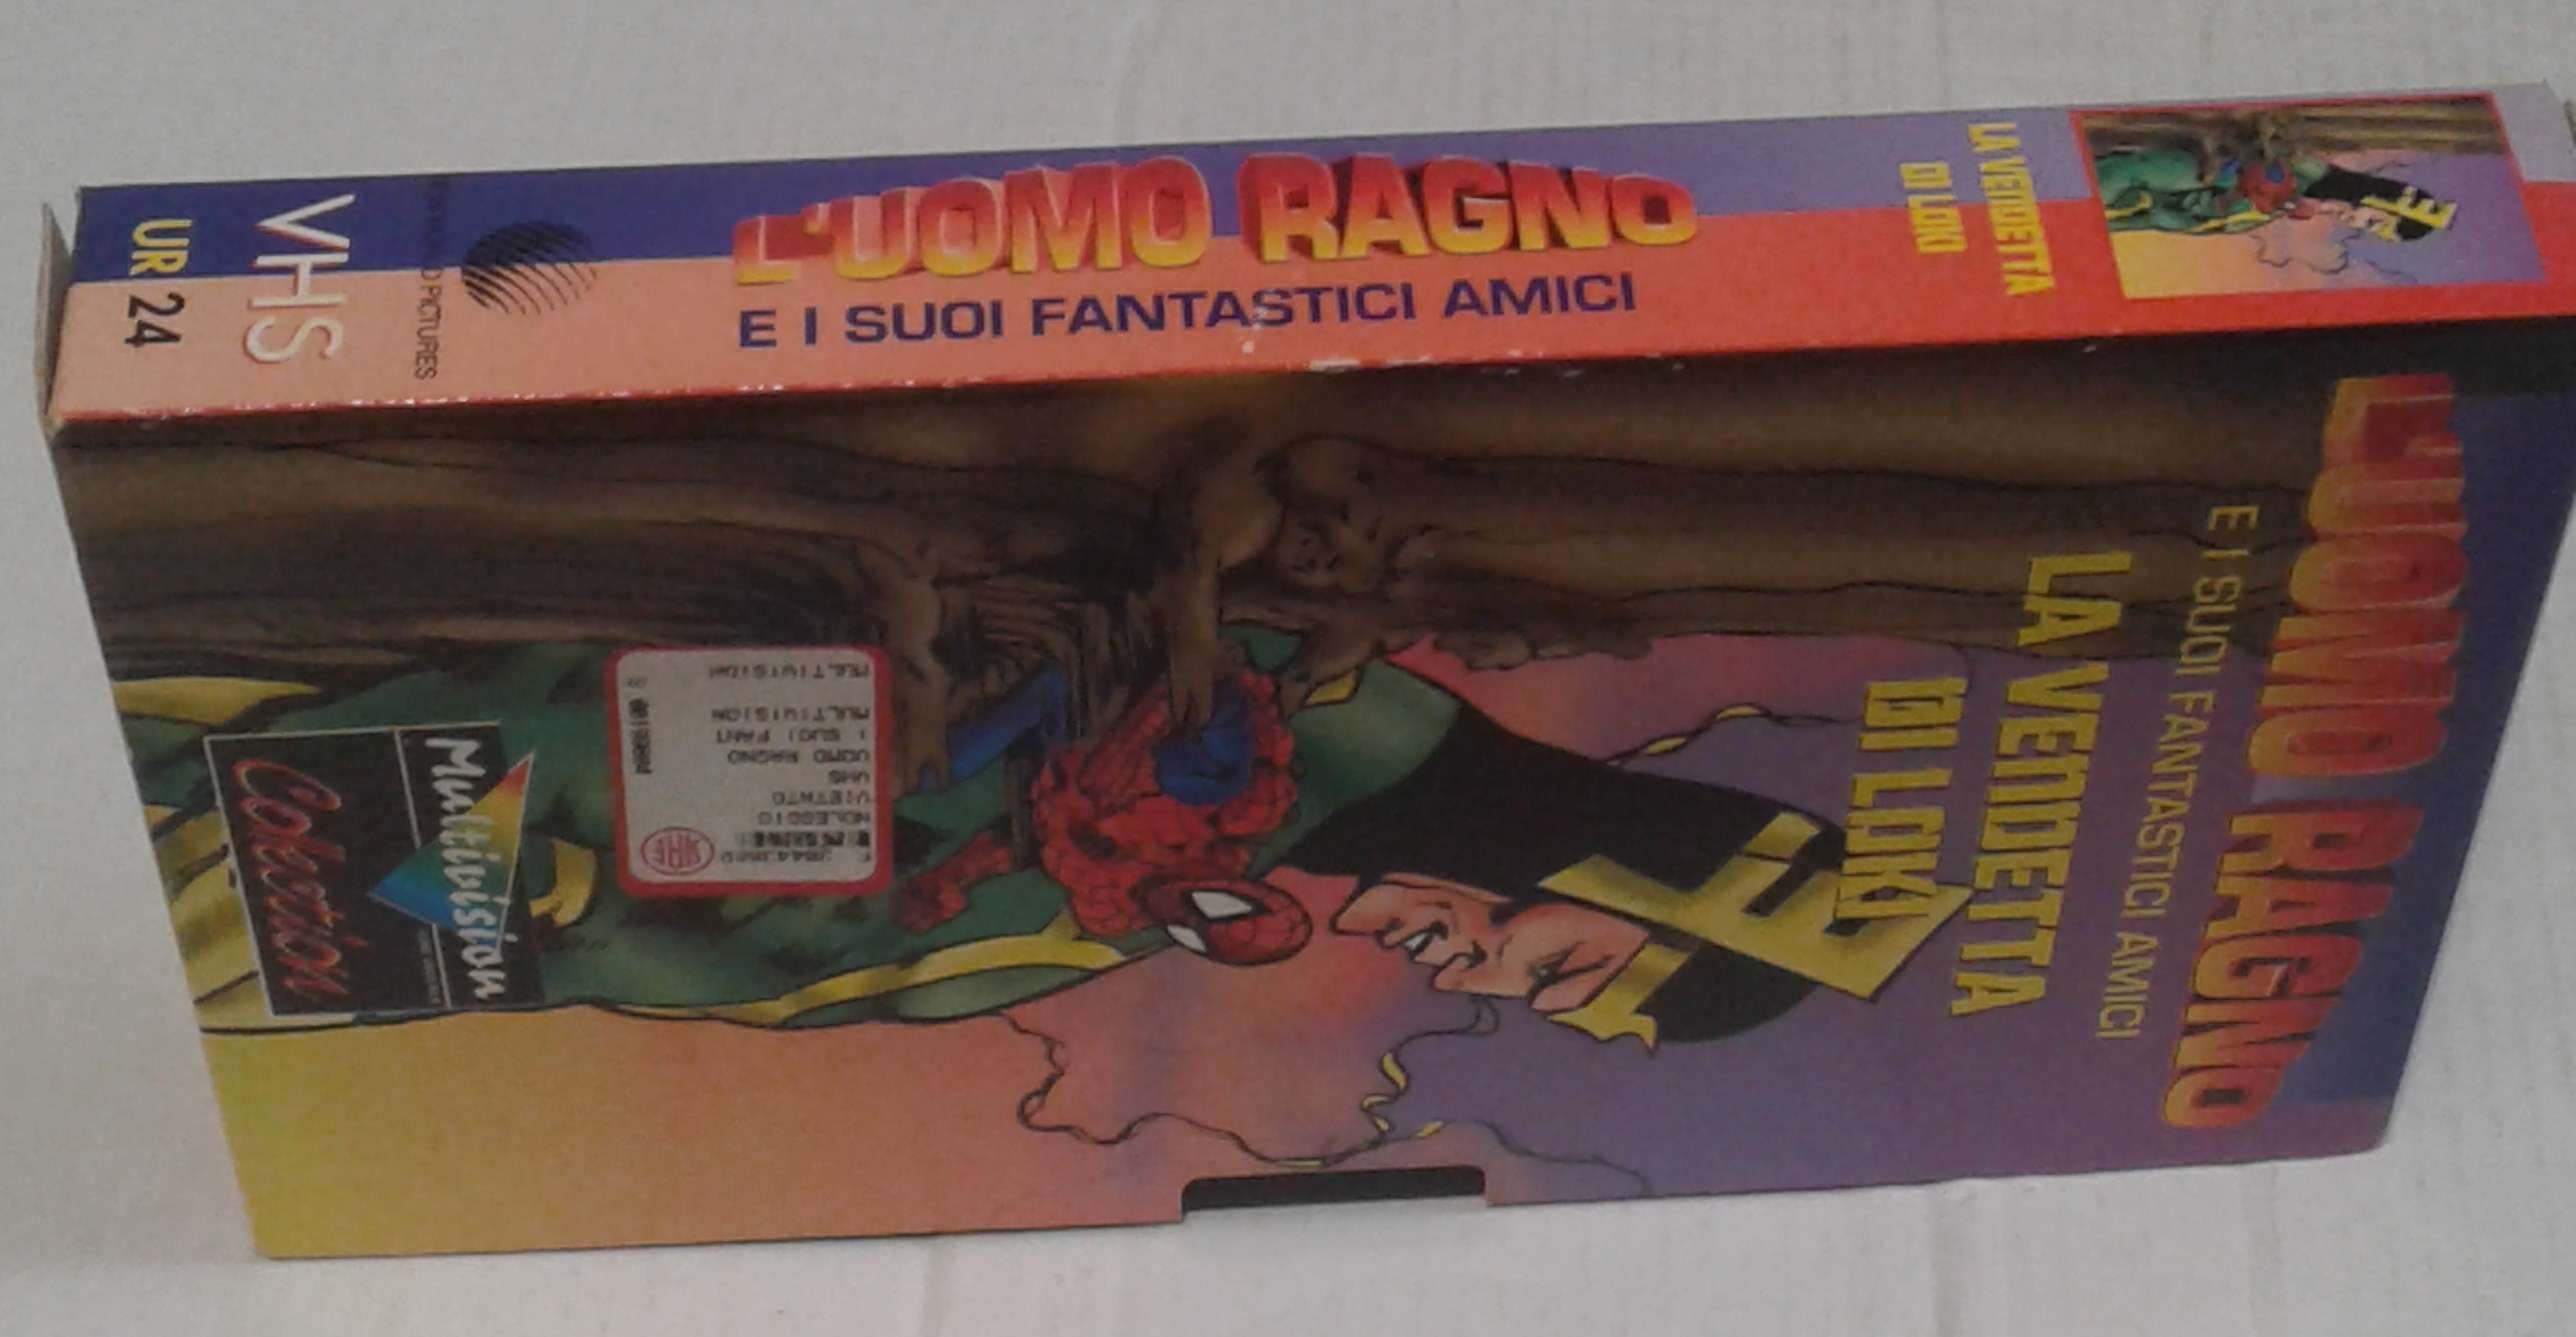 L'UOMO RAGNO
E I SUOI FANTASTICI AMICI
LA VENDETTA
DI LOKI
VHS
UR 24
L'UOMO RAGNO
E I SUOI FANTASTICI AMICI
LA VENDETTA
DI LOKI
Multivision
Collection
NOLEGGIO
VIETATO
VHS
UOMO RAGNO
I SUOI FANT
MULTIVISION
MULTIVISION